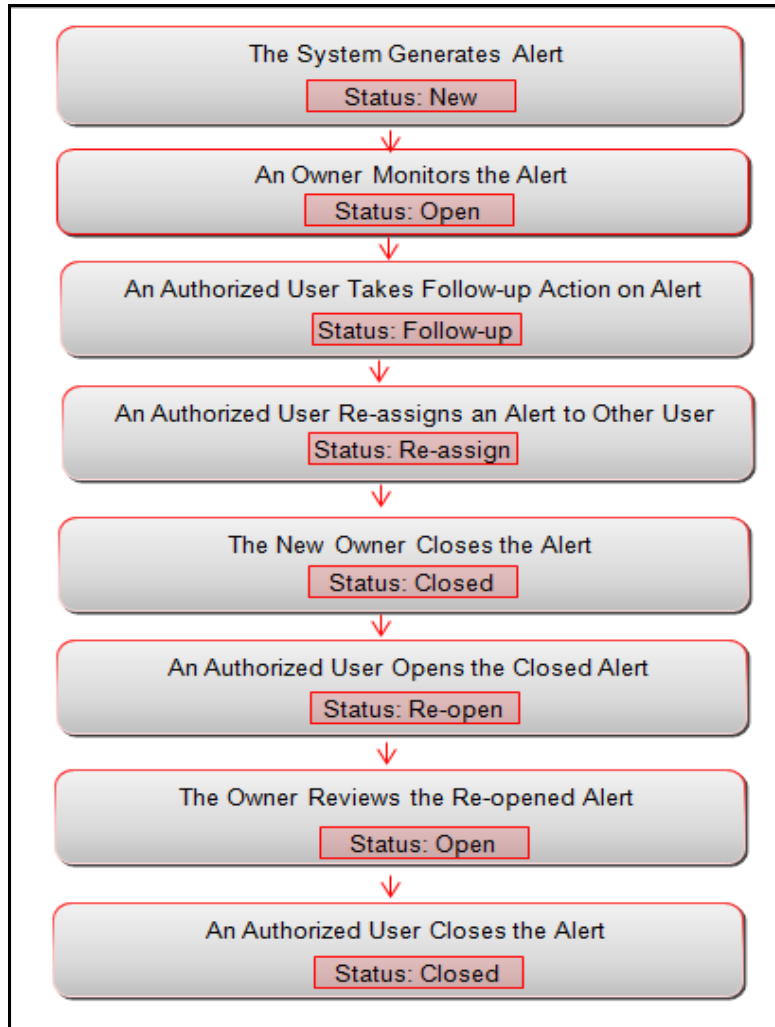 The System Generates Alert
Status: New
An Owner Monitors the Alert
Status: Open
An Authorized User Takes Follow-up Action on Alert
Status: Follow-up
An Authorized User Re-assigns an Alert to Other User
Status: Re-assign
The New Owner Closes the Alert
Status: Closed
An Authorized User Opens the Closed Alert
Status: Re-open
The Owner Reviews the Re-opened Alert
Status: Open
An Authorized User Closes the Alert
Status: Closed